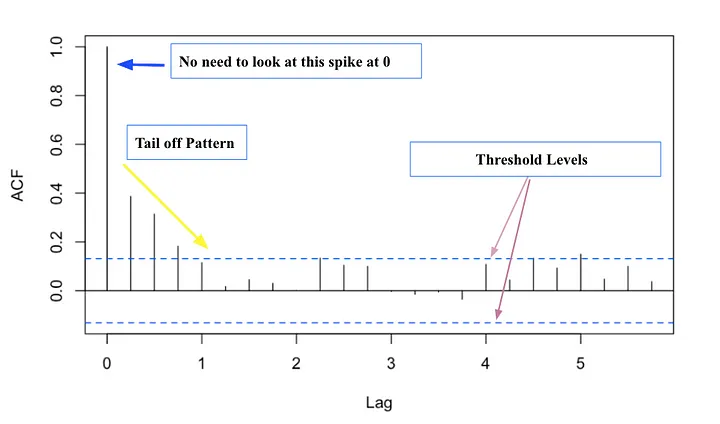 No need to look at this spike at 0
Tail off Pattern
Threshold Levels
ACF
1.0
0.8
0.6
0.4
0.2
0.0
0 1 2 3 4 5
Lag